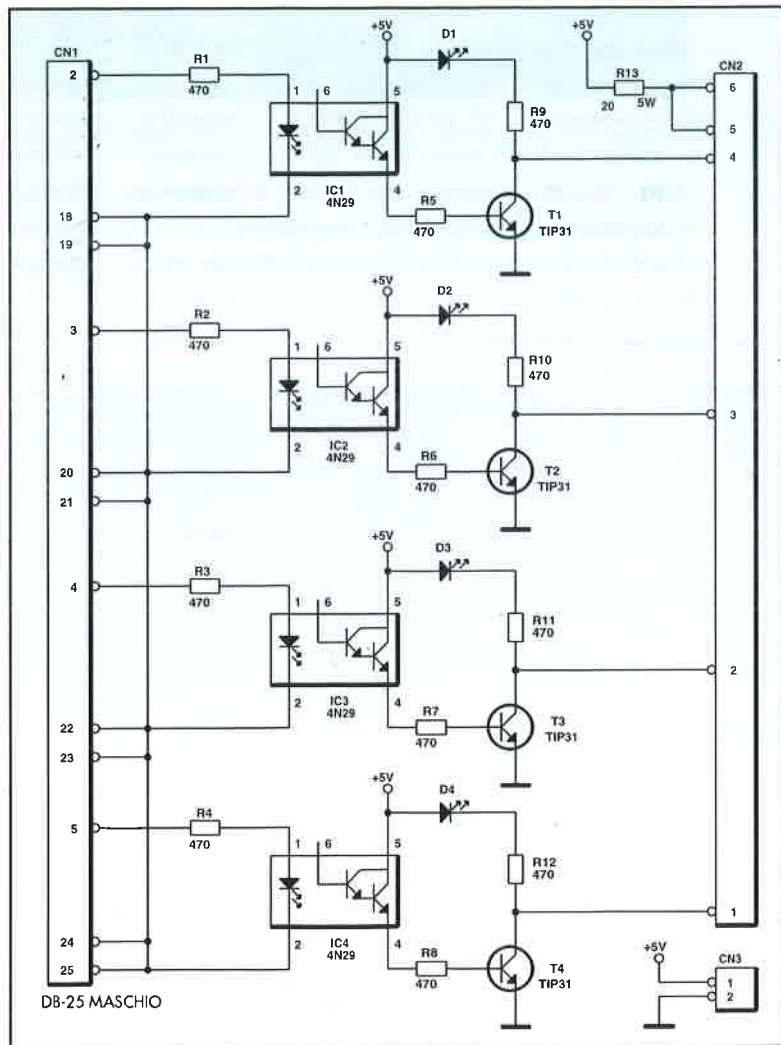 +5V
D1
+5V
CN1
CN2
R1
R13
2
470
1
6
5
20
5W
6
R9
470
5
4
2
4
IC1
4N29
R5
470
T1
TIP31
18
19
+5V
D2
R2
3
470
1
6
5
R10
470
3
2
4
IC2
4N29
R6
470
T2
TIP31
20
21
+5V
D3
R3
4
470
1
6
5
R11
470
2
2
4
IC3
4N29
R7
470
T3
TIP31
22
23
+5V
D4
R4
5
470
1
6
5
R12
470
1
2
4
IC4
4N29
R8
470
T4
TIP31
24
25
+5V
CN3
1
2
DB-25 MASCHIO